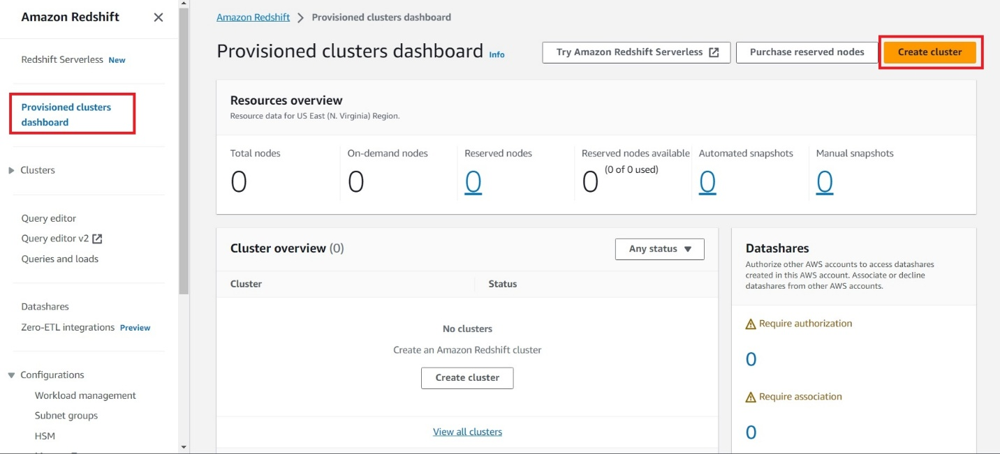 Amazon Redshift
Redshift Serverless New
Provisioned clusters
dashboard
Clusters
Query editor
Query editor v2
Queries and loads
Datashares
Zero-ETL integrations Preview
Configurations
Workload management
Subnet groups
HSM
Amazon Redshift > Provisioned clusters dashboard
Provisioned clusters dashboard Info
Try Amazon Redshift Serverless
Purchase reserved nodes
Create cluster
Resources overview
Resource data for US East (N. Virginia) Region.
Total nodes
0
On-demand nodes
0
Reserved nodes
0
Reserved nodes available
0 (0 of 0 used)
Automated snapshots
0
Manual snapshots
0
Cluster overview (0)
Any status
Cluster Status
No clusters
Create an Amazon Redshift cluster
Create cluster
View all clusters
Datashares
Authorize other AWS accounts to access datashares
created in this AWS account. Associate or decline
datashares from other AWS accounts.
Require authorization
0
Require association
0